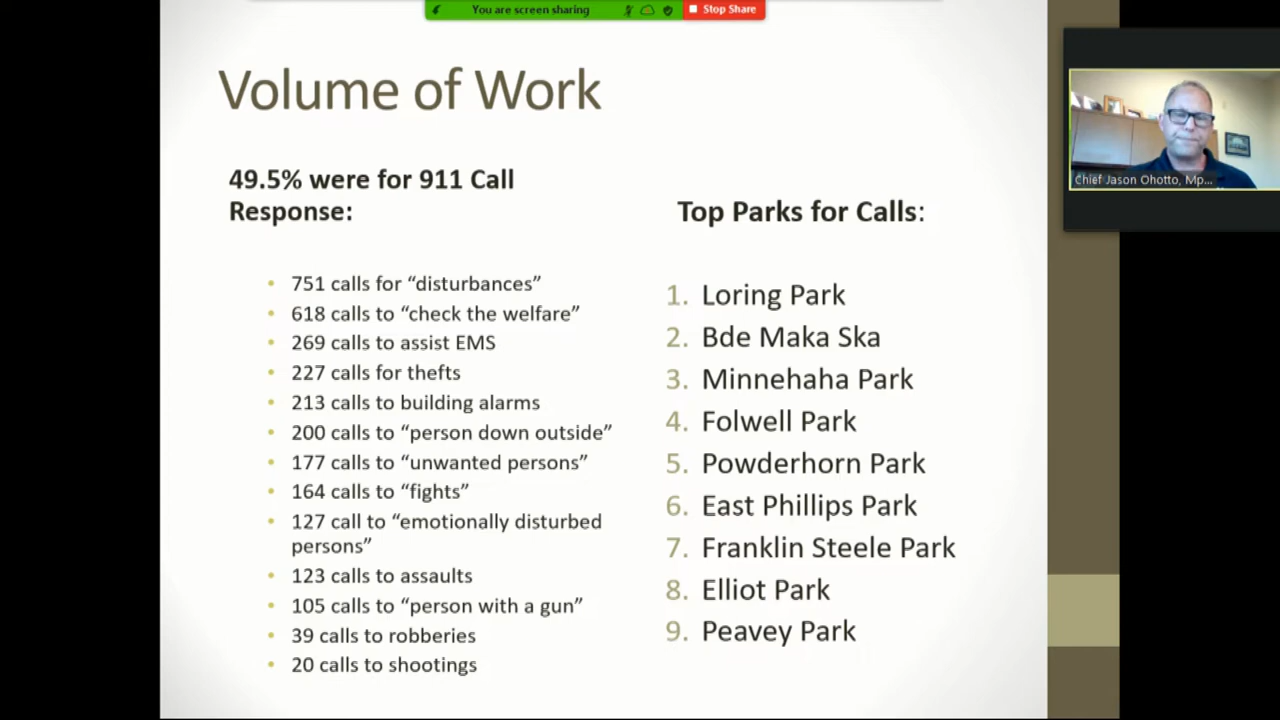 You are screen sharing
Stop Share
Volume of Work
49.5% were for 911 Call
Response:
751 calls for “disturbances”
618 calls to “check the welfare”
269 calls to assist EMS
227 calls for thefts
213 calls to building alarms
200 calls to “person down outside”
177 calls to “unwanted persons”
164 calls to “fights”
127 call to “emotionally disturbed
persons”
123 calls to assaults
105 calls to “person with a gun”
39 calls to robberies
20 calls to shootings
Top Parks for Calls:
1. Loring Park
2. Bde Maka Ska
3. Minnehaha Park
4. Folwell Park
5. Powderhorn Park
6. East Phillips Park
7. Franklin Steele Park
8. Elliot Park
9. Peavey Park
Chief Jason Ohotto, Mp...